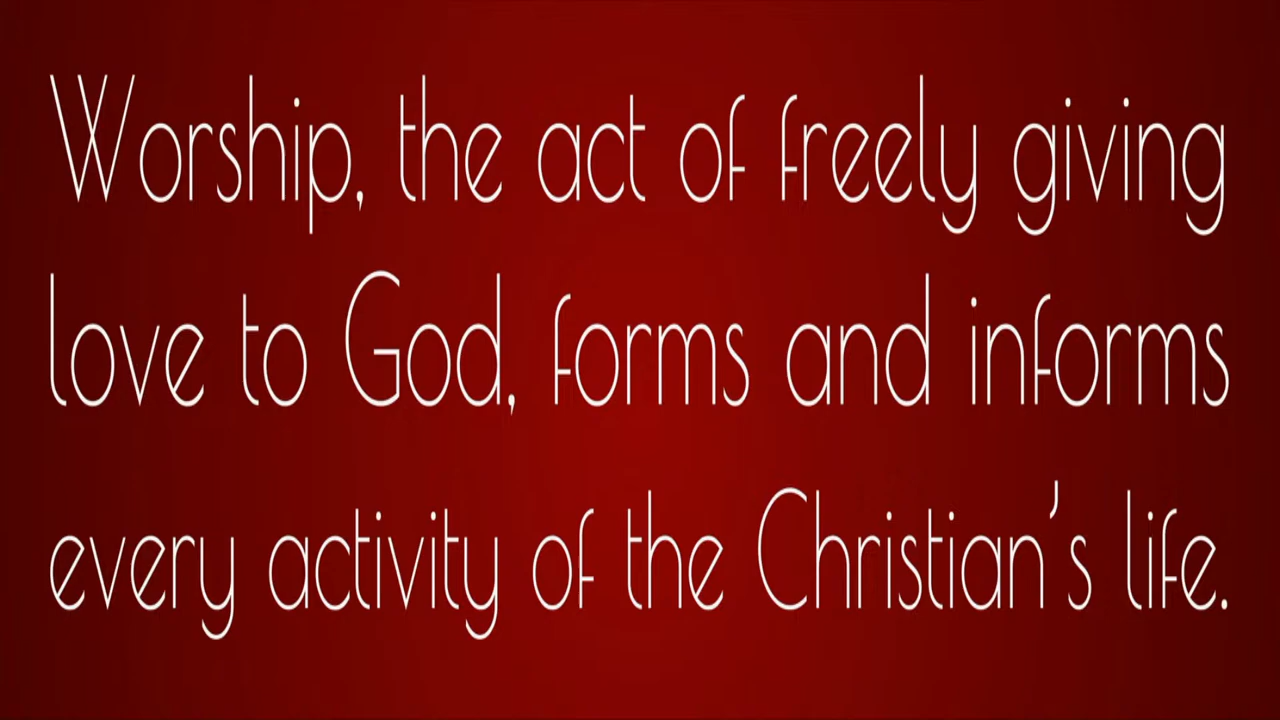 Worship, the act of freely giving
love to God, forms and informs
every activity of the Christian's life.